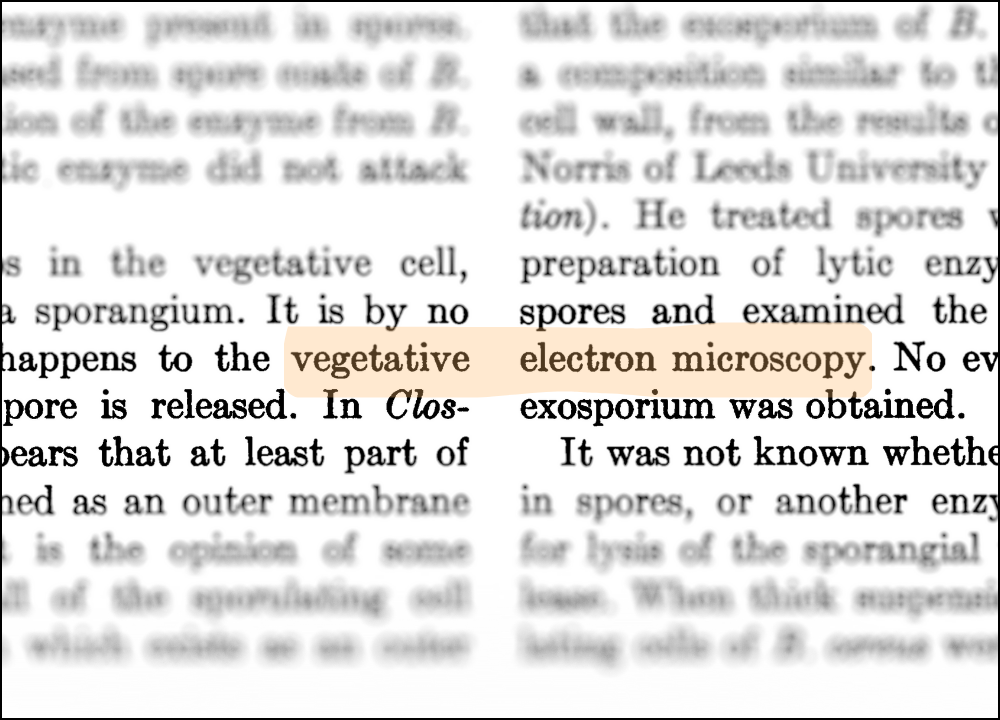 enzyme present in spores.
sed from spore coats of B.
ion of the enzyme from B.
tic enzyme did not attack
s in the vegetative cell,
a sporangium. It is by no
happens to the vegetative
pore is released. In Clos-
pears that at least part of
ned as an outer membrane
t is the opinion of some
ll of the sporulating cell
which exists as an outer
that the exosporium of B.
a composition similar to th
cell wall, from the results o
Norris of Leeds University
tion). He treated spores w
preparation of lytic enzy
spores and examined the
electron microscopy. No ev
exosporium was obtained.
It was not known whethe
in spores, or another enzy
for lysis of the sporangial
lease. When thick suspensi
lating cells of B. cereus wer